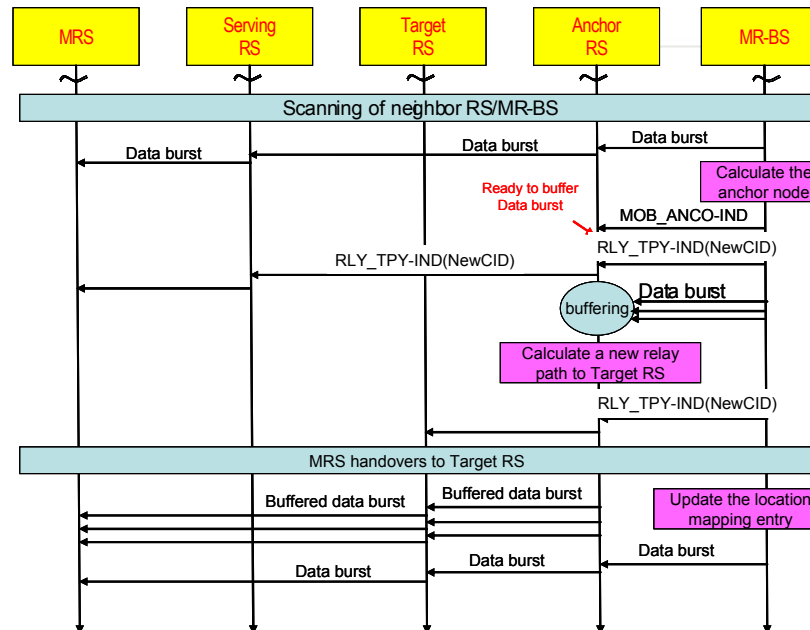 MRS
Serving
RS
Target
RS
Anchor
RS
MR-BS
Scanning of neighbor RS/MR-BS
Data burst
Data burst
Data burst
Calculate the
anchor node
Ready to buffer
Data burst
MOB_ANCO-IND
RLY_TPY-IND(NewCID)
RLY_TPY-IND(NewCID)
buffering
Data burst
Calculate a new relay
path to Target RS
RLY_TPY-IND(NewCID)
MRS handovers to Target RS
Buffered data burst
Buffered data burst
Update the location
mapping entry
Data burst
Data burst
Data burst